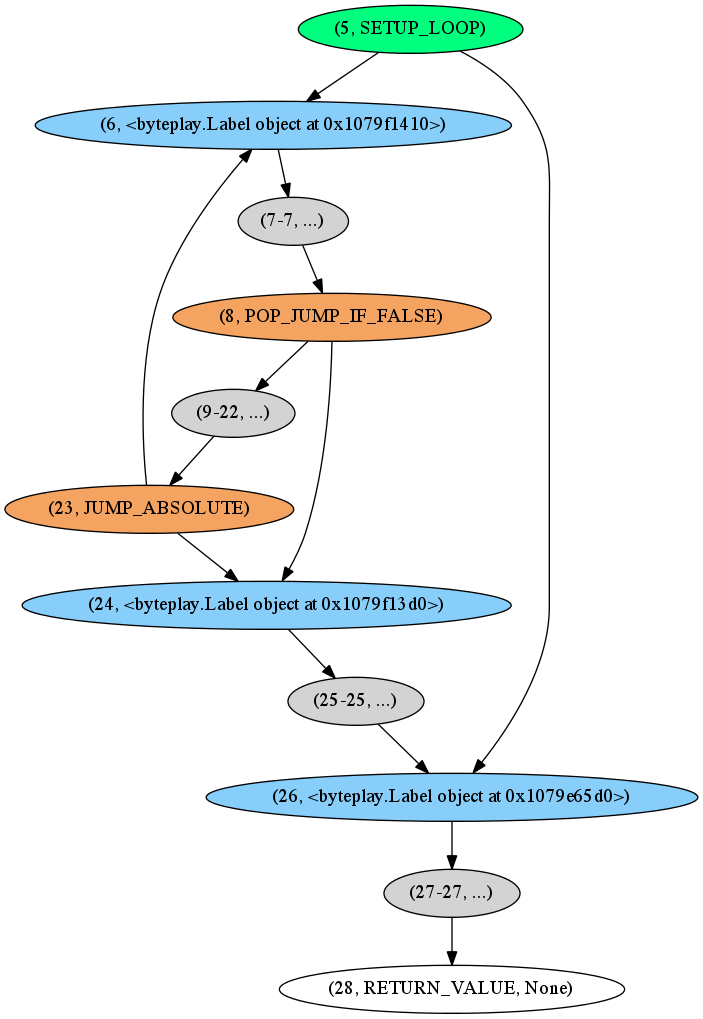 (5, SETUP_LOOP)
(6, <byteplay.Label object at 0x1079f1410>)
(7-7, ...)
(8, POP_JUMP_IF_FALSE)
(9-22, ...)
(23, JUMP_ABSOLUTE)
(24, <byteplay.Label object at 0x1079f13d0>)
(25-25, ...)
(26, <byteplay.Label object at 0x1079e65d0>)
(27-27, ...)
(28, RETURN_VALUE, None)